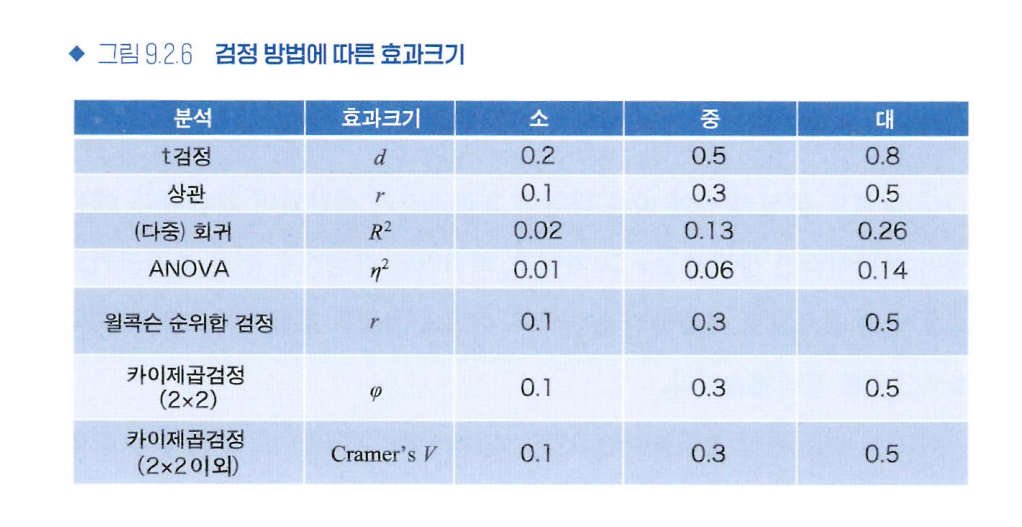 ◆ 그림 9.2.6 검정 방법에 따른 효과크기
분석 효과크기 소 중 대
t검정 d 0.2 0.5 0.8
상관 r 0.1 0.3 0.5
(다중) 회귀 R² 0.02 0.13 0.26
ANOVA η² 0.01 0.06 0.14
윌콕슨 순위합 검정 r 0.1 0.3 0.5
카이제곱검정
(2×2) φ 0.1 0.3 0.5
카이제곱검정
(2×2이외) Cramer's V 0.1 0.3 0.5